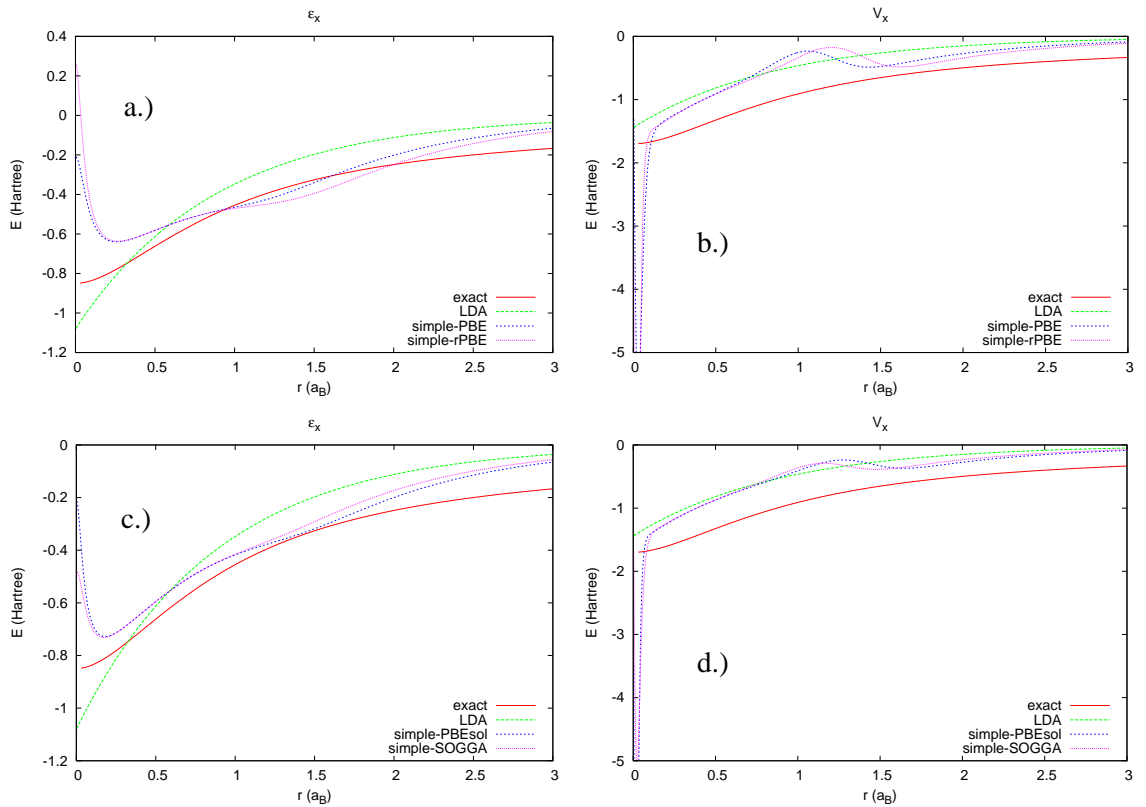 εx
0.4
0.2
0
-0.2
-0.4
-0.6
-0.8
-1
-1.2
E (Hartree)
a.)
exact
LDA
simple-PBE
simple-rPBE
0 0.5 1 1.5 2 2.5 3
r (aB)
Vx
0
-1
-2
-3
-4
-5
E (Hartree)
b.)
exact
LDA
simple-PBE
simple-rPBE
0 0.5 1 1.5 2 2.5 3
r (aB)
εx
0
-0.2
-0.4
-0.6
-0.8
-1
-1.2
E (Hartree)
c.)
exact
LDA
simple-PBEsol
simple-SOGGA
0 0.5 1 1.5 2 2.5 3
r (aB)
Vx
0
-1
-2
-3
-4
-5
E (Hartree)
d.)
exact
LDA
simple-PBEsol
simple-SOGGA
0 0.5 1 1.5 2 2.5 3
r (aB)